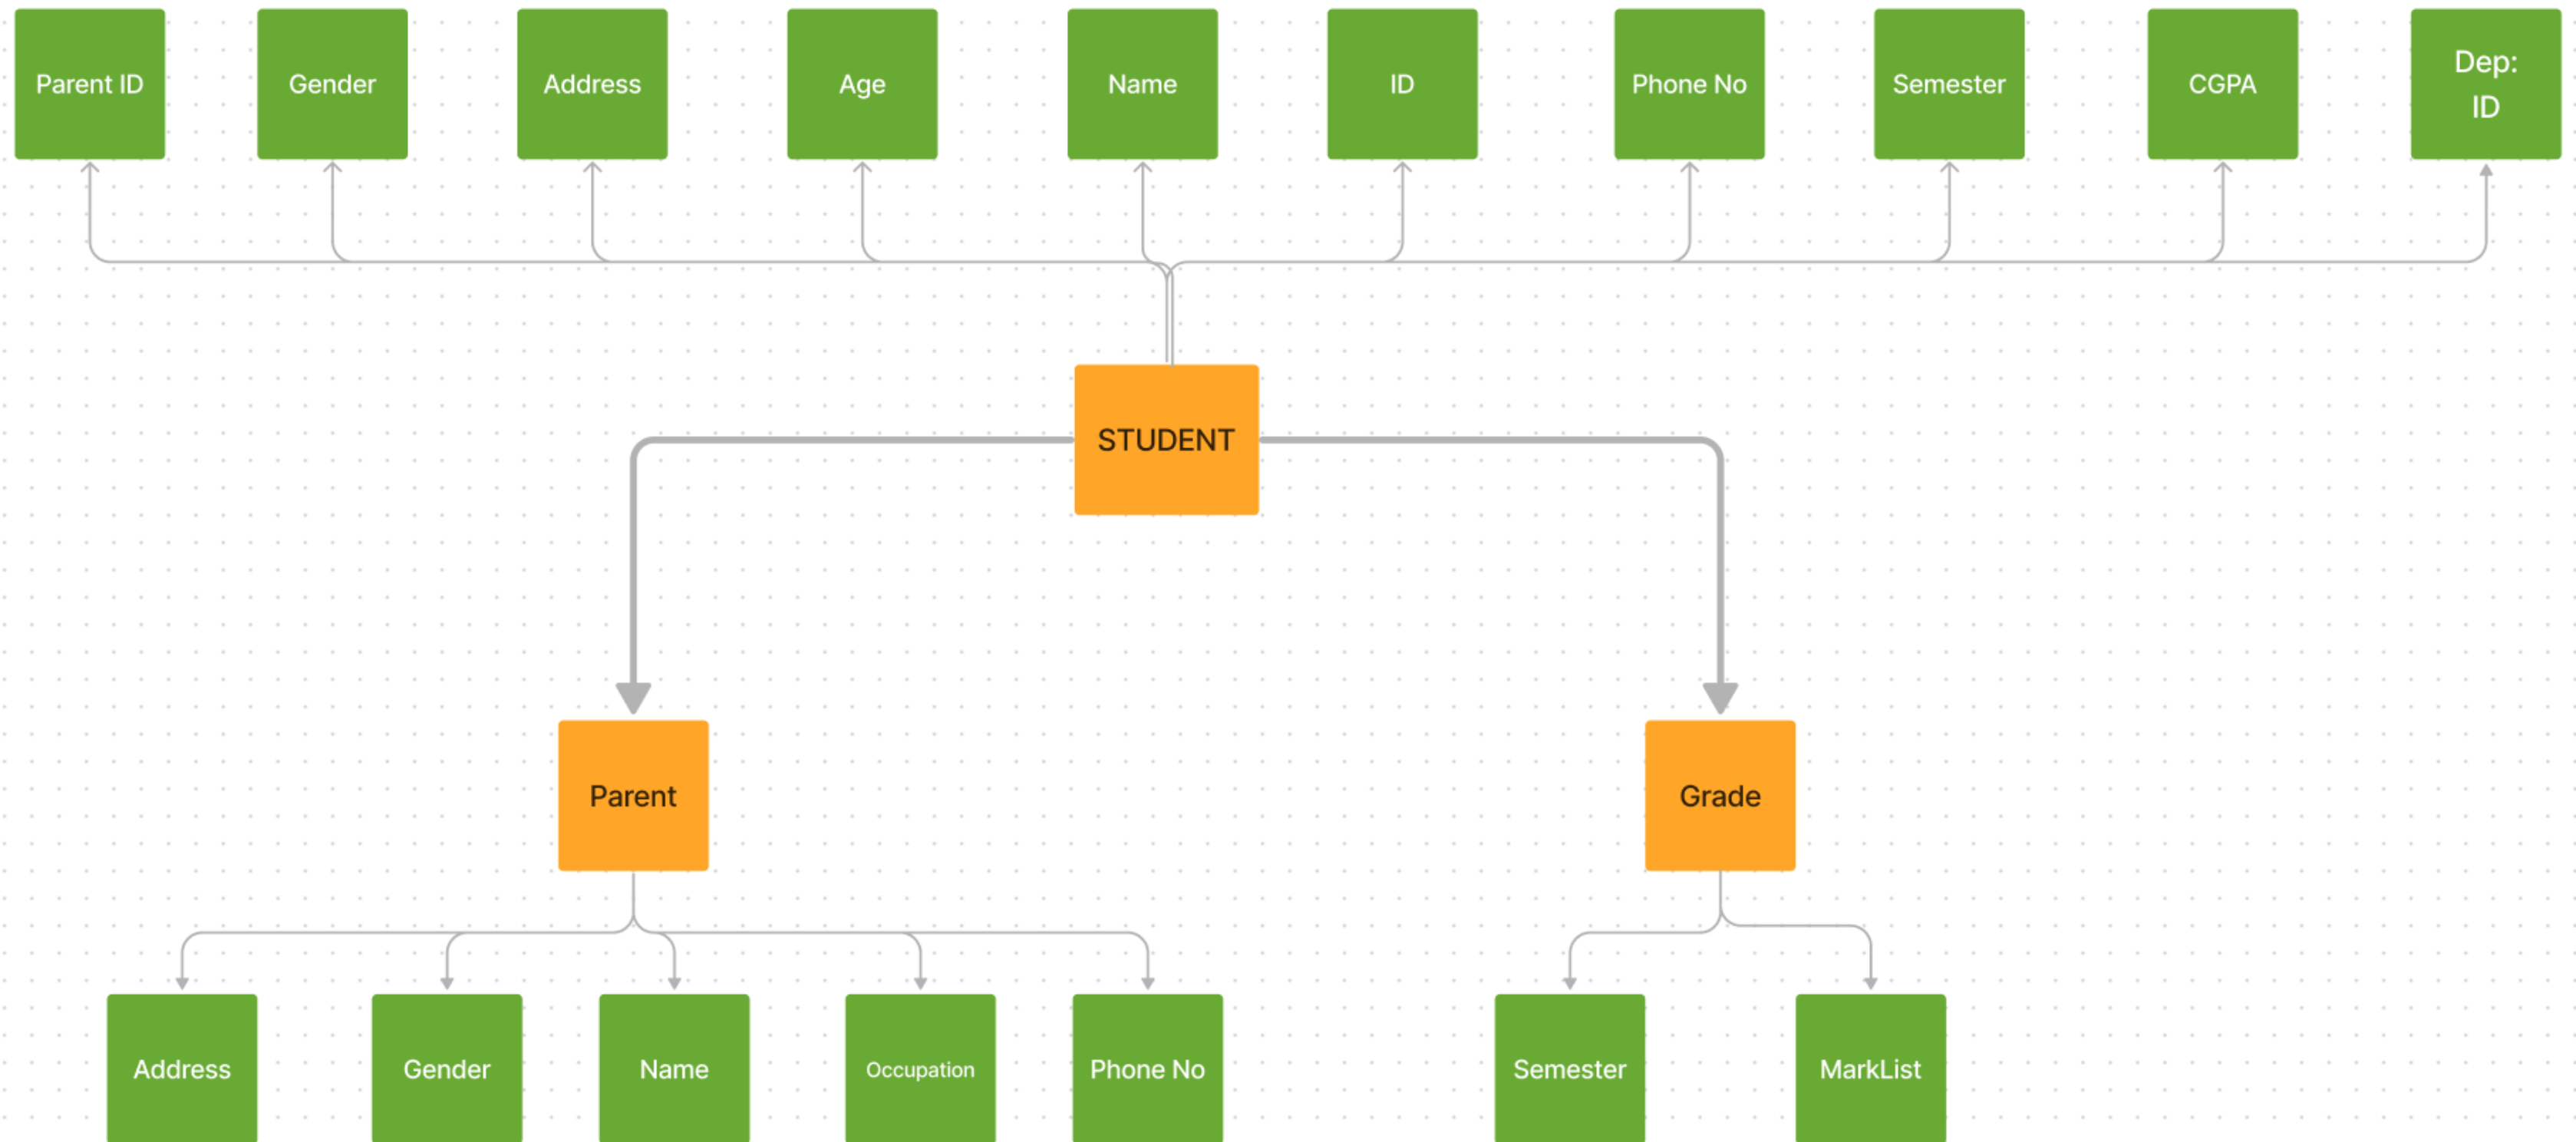 Parent ID
Gender
Address
Age
Name
ID
Phone No
Semester
CGPA
Dep:
ID
STUDENT
Parent
Grade
Address
Gender
Name
Occupation
Phone No
Semester
MarkList